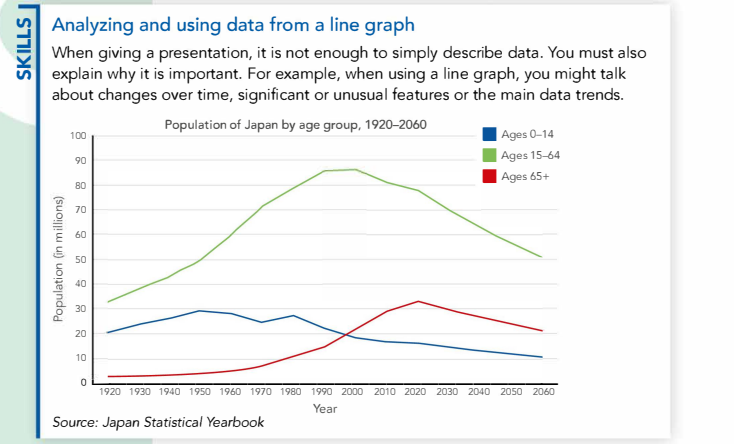 SKILLS
Analyzing and using data from a line graph
When giving a presentation, it is not enough to simply describe data. You must also
explain why it is important. For example, when using a line graph, you might talk
about changes over time, significant or unusual features or the main data trends.
Population of Japan by age group, 1920–2060
Ages 0–14
Ages 15–64
Ages 65+
Population (in millions)
100
90
80
70
60
50
40
30
20
10
0
1920 1930 1940 1950 1960 1970 1980 1990 2000 2010 2020 2030 2040 2050 2060
Year
Source: Japan Statistical Yearbook